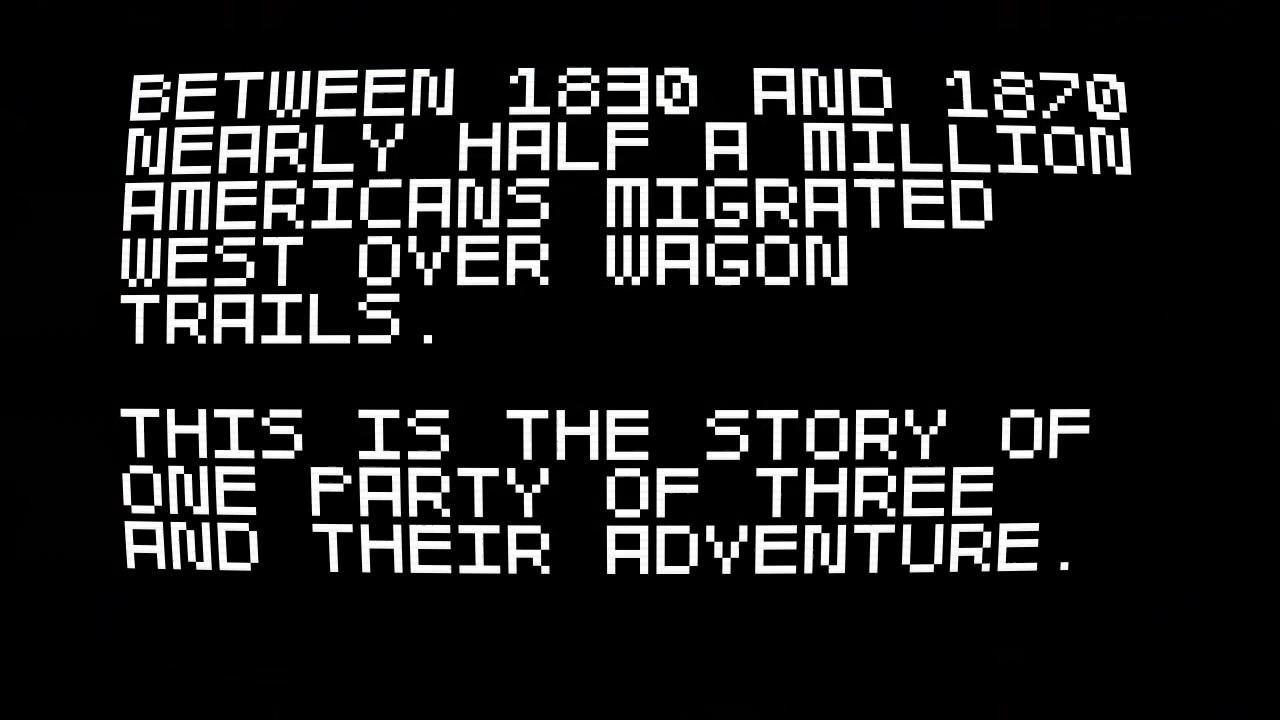 BETWEEN 1830 AND 1870
NEARLY HALF A MILLION
AMERICANS MIGRATED
WEST OVER WAGON
TRAILS.
THIS IS THE STORY OF
ONE PARTY OF THREE
AND THEIR ADVENTURE.